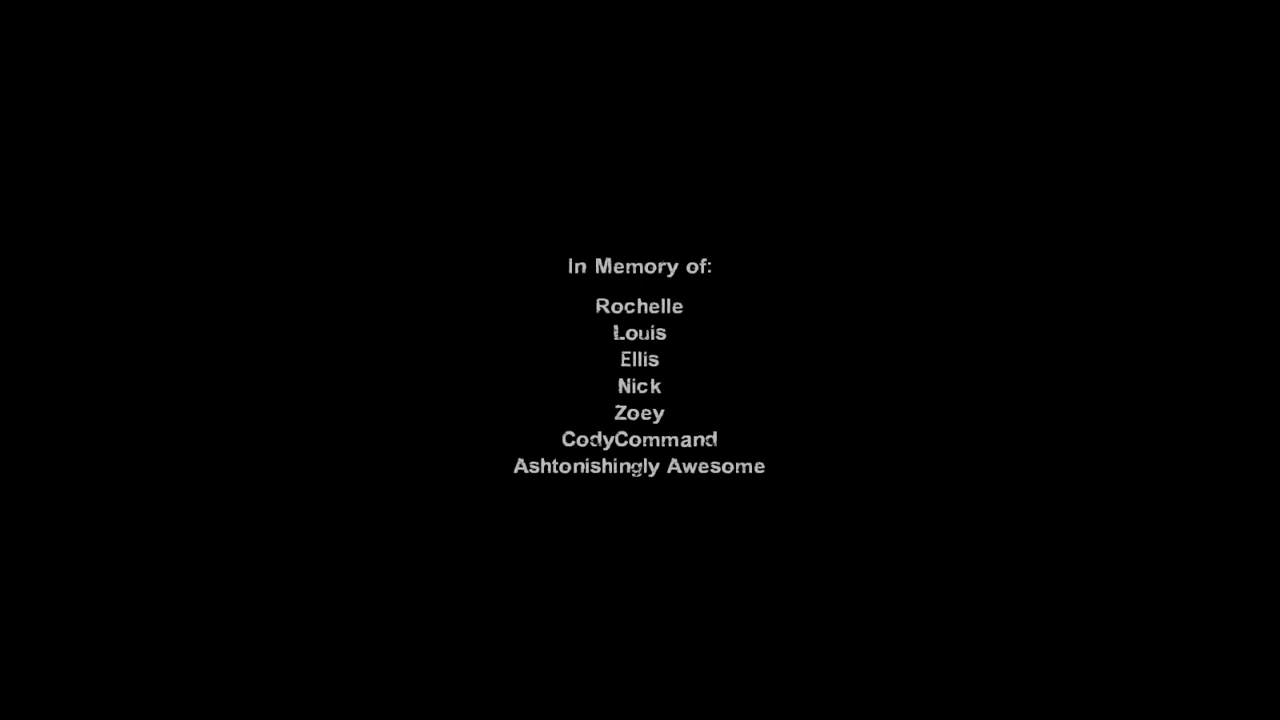 In Memory of:
Rochelle
Louis
Ellis
Nick
Zoey
CodyCommand
Ashtonishingly Awesome